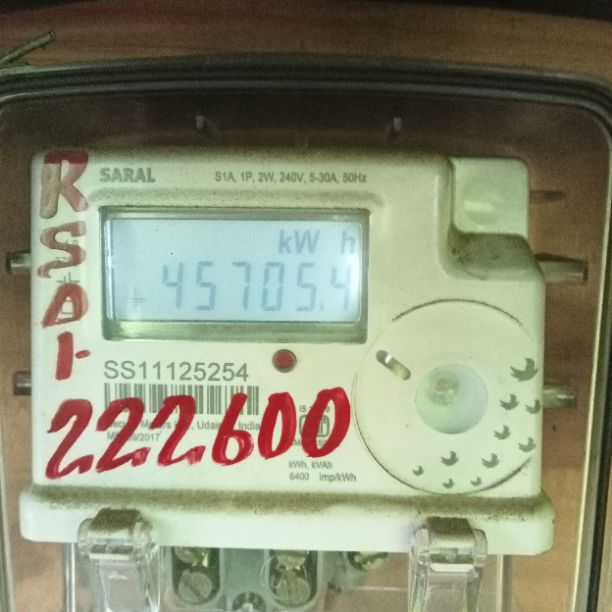 SARAL
S1A, 1P, 2W, 240V, 5-30A, 50Hz
kW h
45705.4
SS11125254
222600
Udai India
2017
IS
kWh, kVAh
6400 imp/kWh